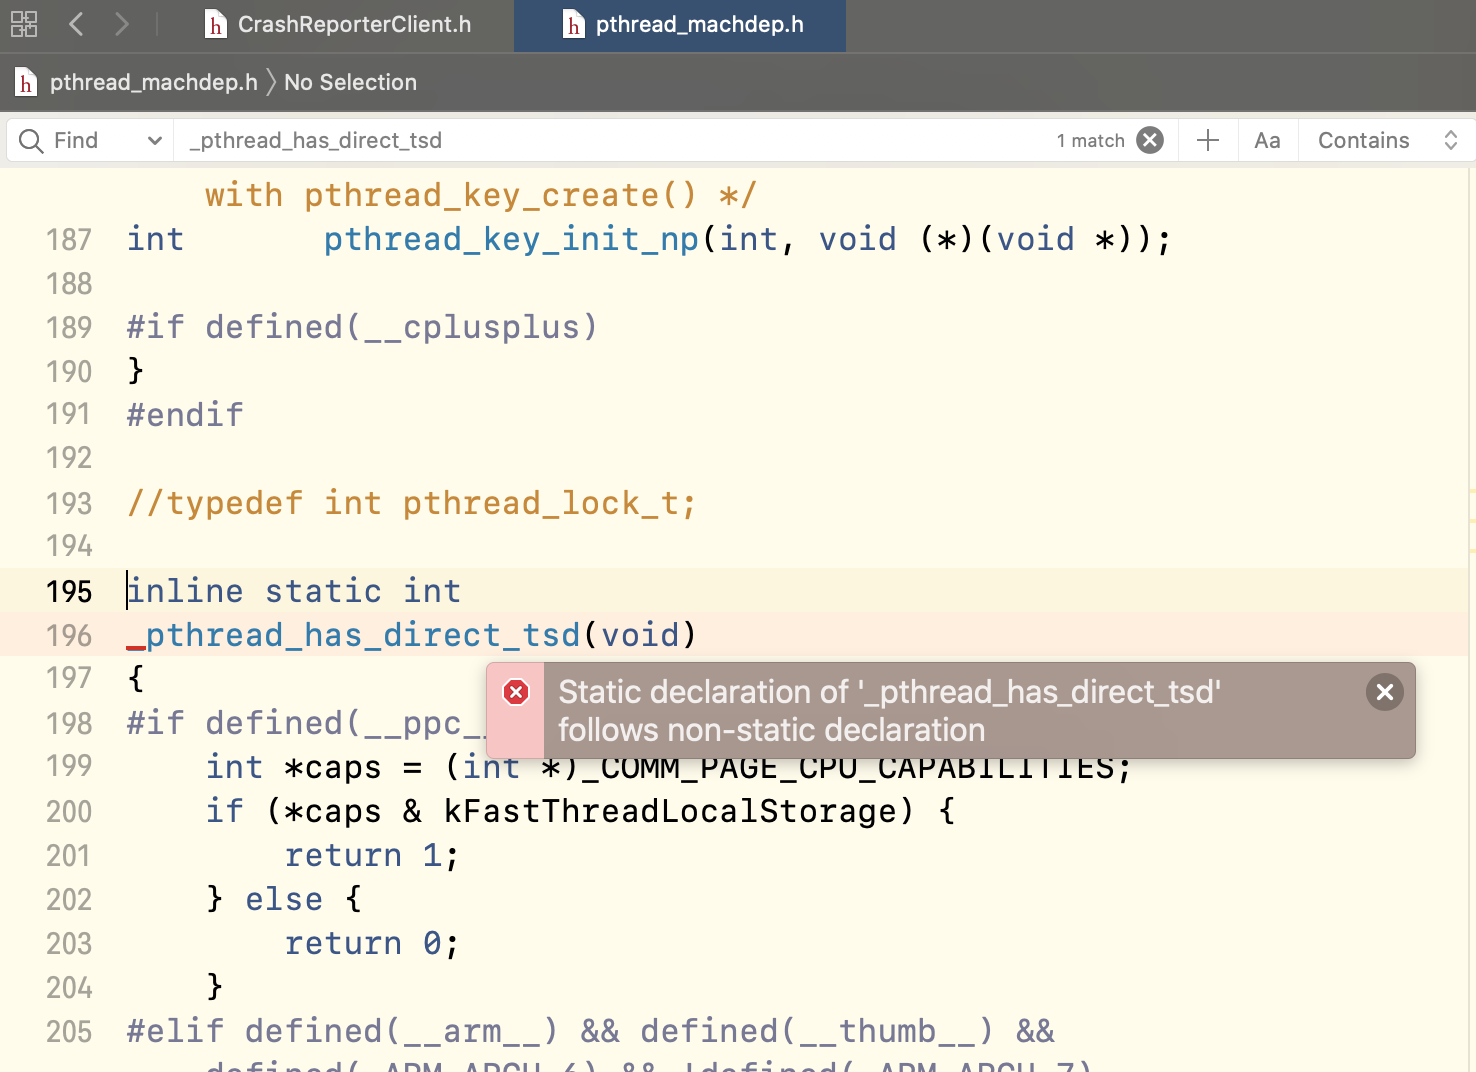 CrashReporterClient.h
pthread_machdep.h
pthread_machdep.h 〉 No Selection
Find
_pthread_has_direct_tsd
1 match
Aa
Contains
with pthread_key_create() */
187 int pthread_key_init_np(int, void (*)(void *));
188
189 #if defined(__cplusplus)
190 }
191 #endif
192
193 //typedef int pthread_lock_t;
194
195 inline static int
196 _pthread_has_direct_tsd(void)
197 {
Static declaration of '_pthread_has_direct_tsd'
follows non-static declaration
198 #if defined(__ppc_
199 int *caps = (int *)_COMM_PAGE_CPU_CAPABILITIES;
200 if (*caps & kFastThreadLocalStorage) {
201 return 1;
202 } else {
203 return 0;
204 }
205 #elif defined(__arm__) && defined(__thumb__) &&